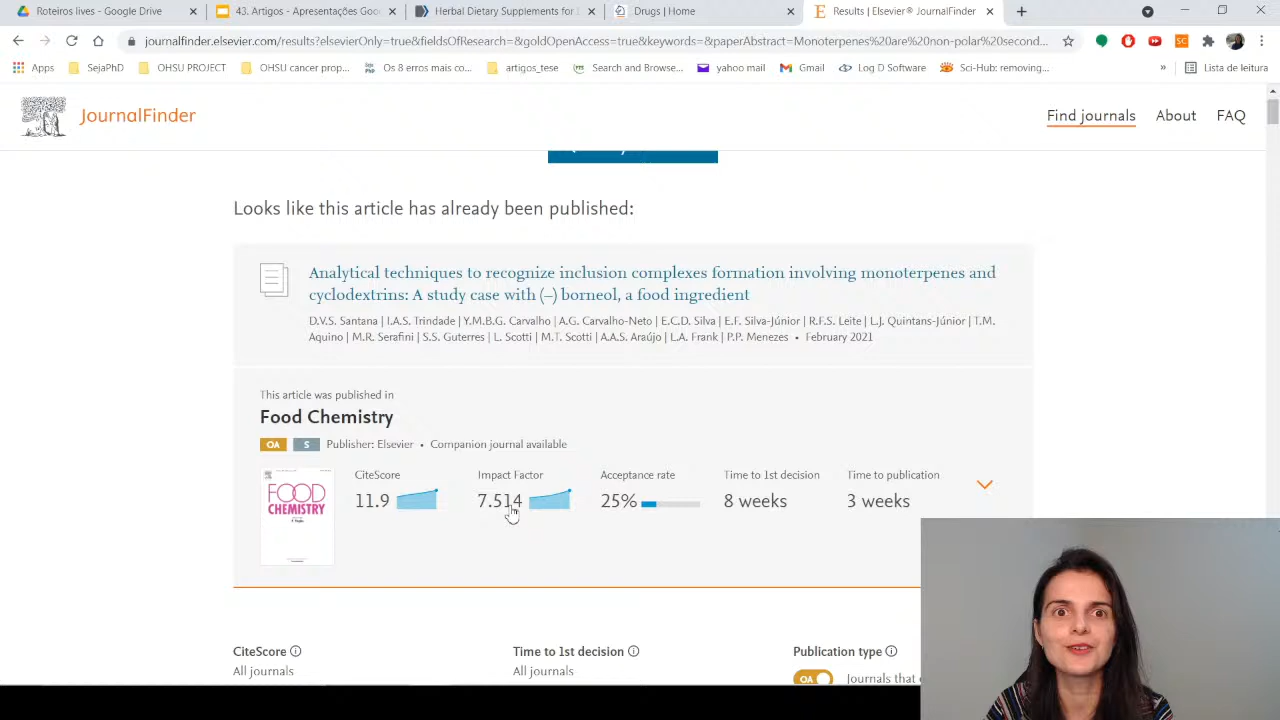 Roteiros lives - Google Drive
43. Artigos - Apresentações Goo
Herbal Dietary Supplements for
Drugs | Home
Results | Elsevier® JournalFinder
journalfinder.elsevier.com/results?elsevierOnly=true&fieldsOfResearch=&goldOpenAccess=true&keywords=&paperAbstract=Monoterpenes%20are%20non-polar%20second...
Apps
SejaPhD
OHSU PROJECT
OHSU cancer prop...
Os 8 erros mais co...
artigos_tese
Search and Browse...
yahoo mail
Gmail
Log D Software
Sci-Hub: removing...
»
Lista de leitura
JournalFinder
Find journals
About
FAQ
Looks like this article has already been published:
Analytical techniques to recognize inclusion complexes formation involving monoterpenes and
cyclodextrins: A study case with (–) borneol, a food ingredient
D.V.S. Santana | I.A.S. Trindade | Y.M.B.G. Carvalho | A.G. Carvalho-Neto | E.C.D. Silva | E.F. Silva-Júnior | R.F.S. Leite | L.J. Quintans-Júnior | T.M.
Aquino | M.R. Serafini | S.S. Guterres | L. Scotti | M.T. Scotti | A.A.S. Araújo | L.A. Frank | P.P. Menezes • February 2021
This article was published in
Food Chemistry
OA S Publisher: Elsevier • Companion journal available
FOOD
CHEMISTRY
CiteScore
11.9
Impact Factor
7.514
Acceptance rate
25%
Time to 1st decision
8 weeks
Time to publication
3 weeks
CiteScore
All journals
Time to 1st decision
All journals
Publication type
OA Journals that